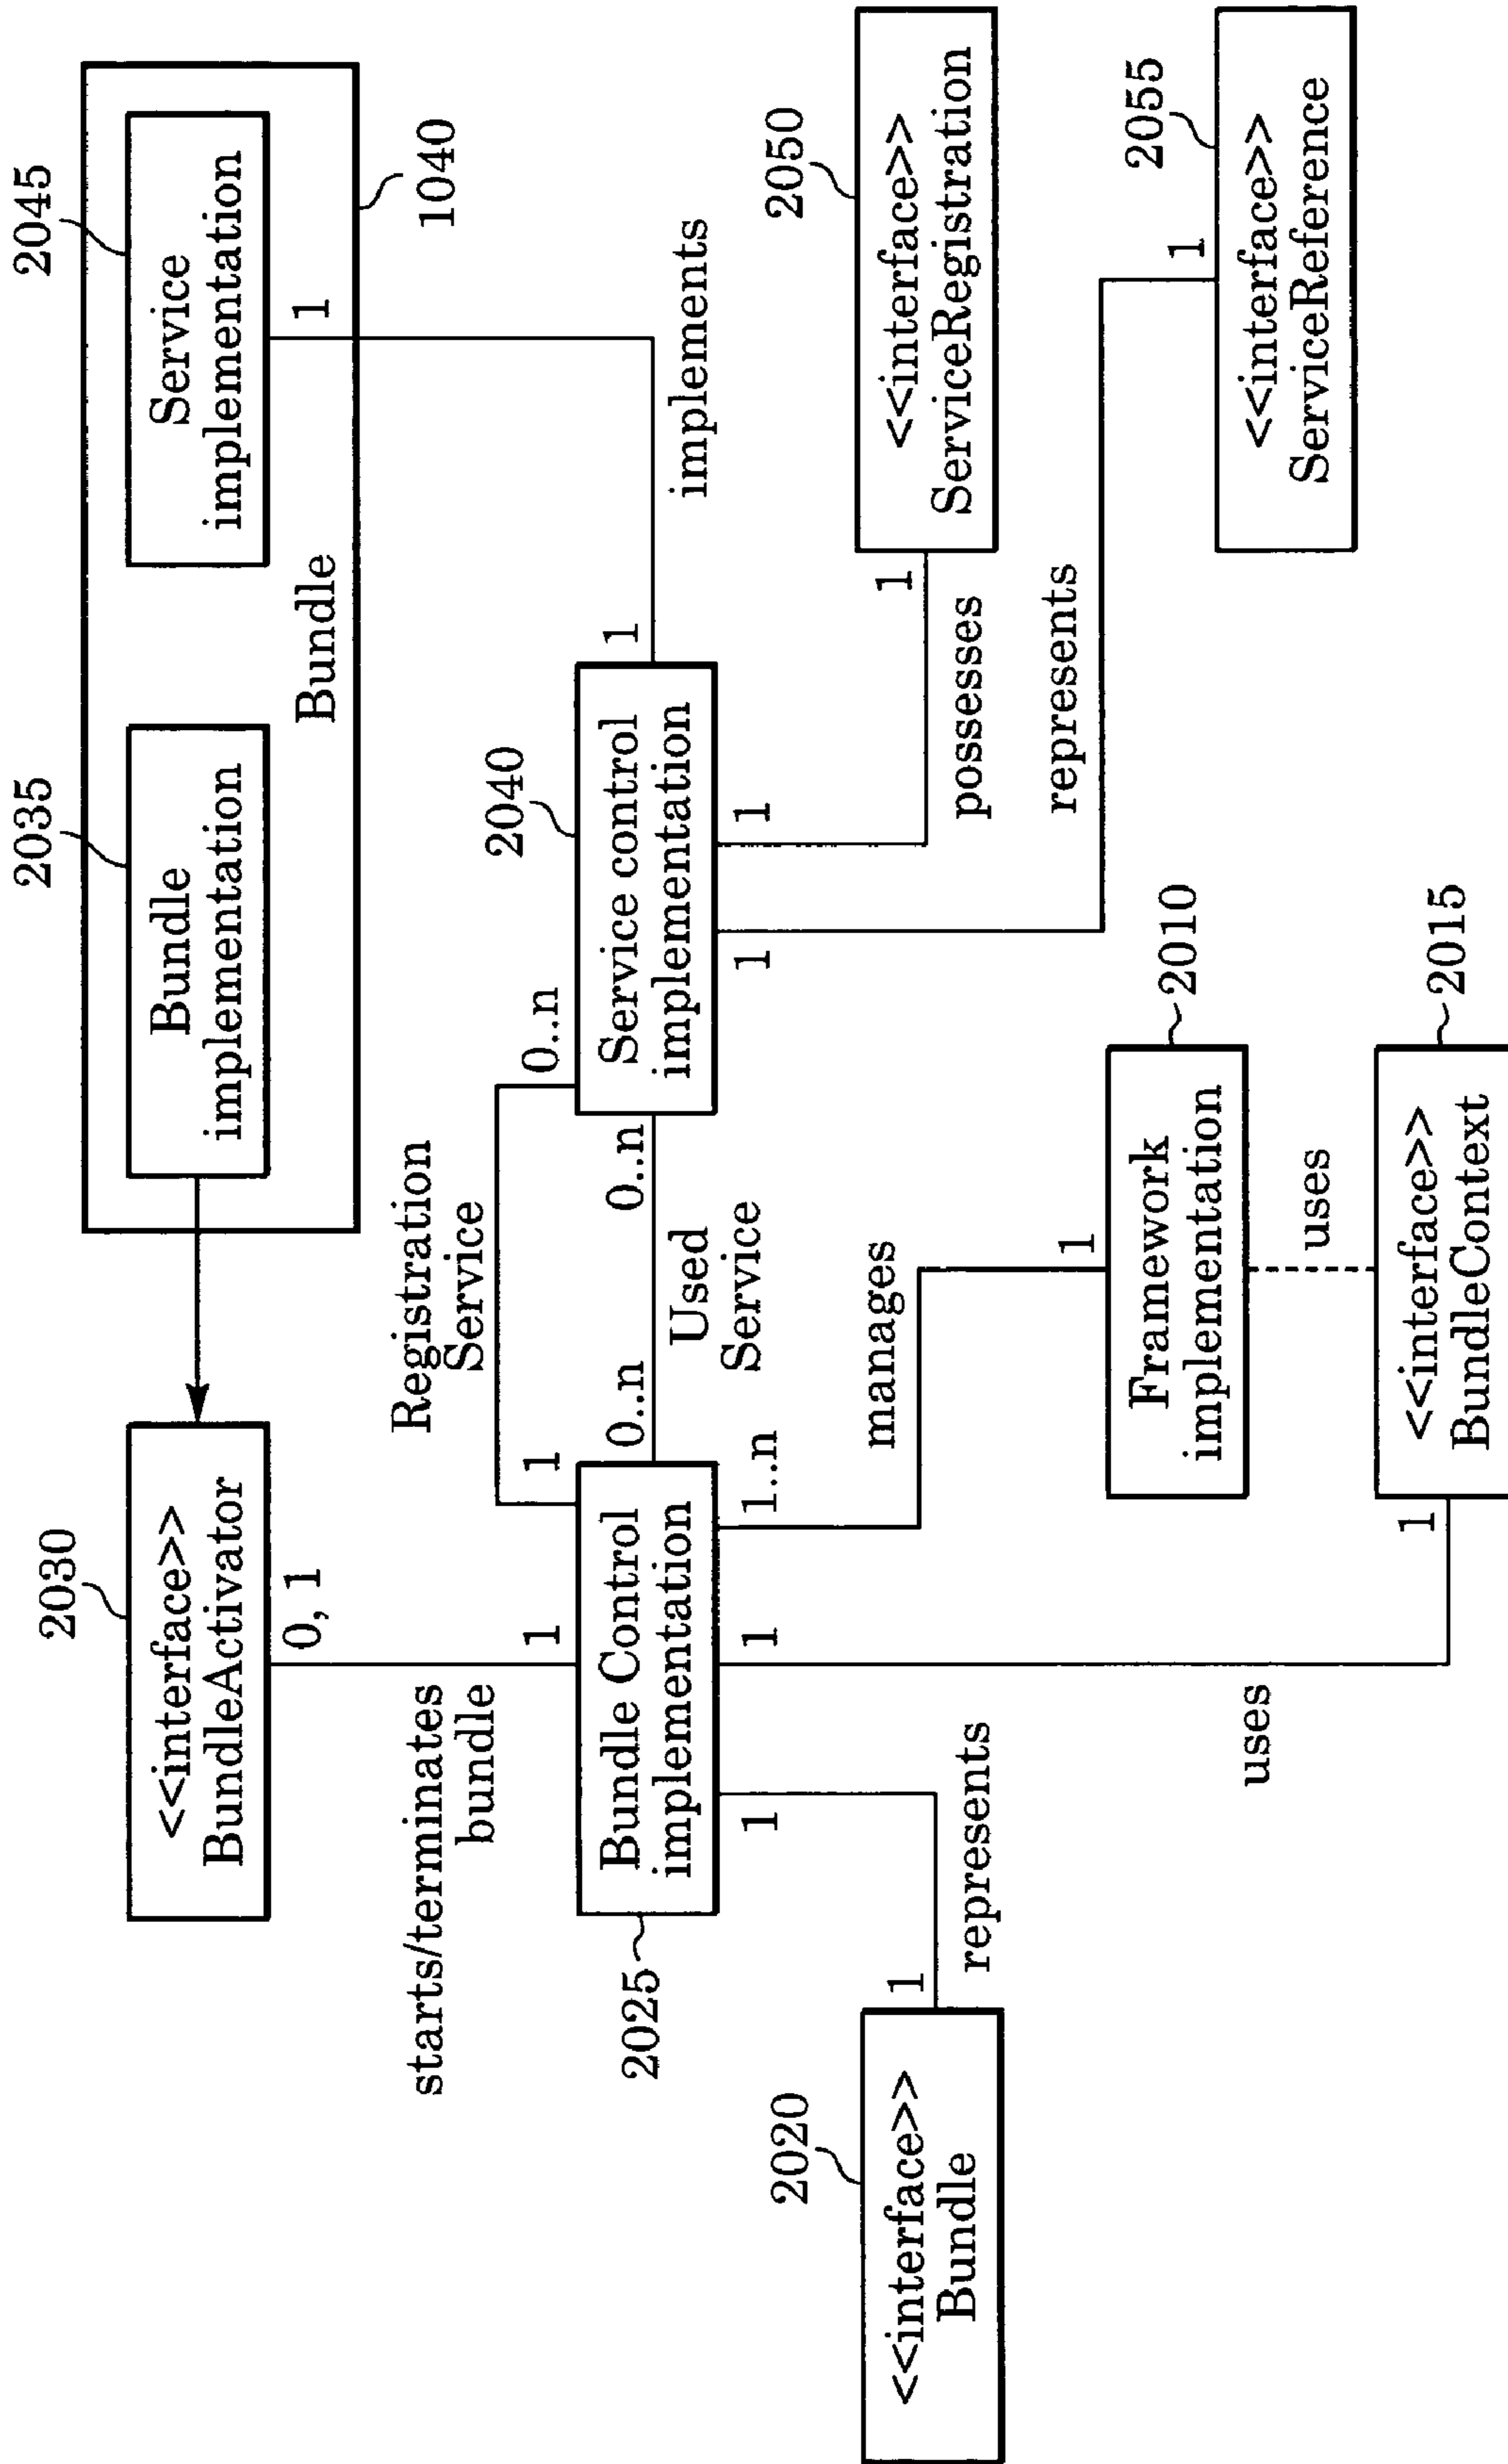 2030
2035
2045
<<interface>>
BundleActivator
Bundle
implementation
Service
implementation
Bundle
1040
0, 1
1
starts/terminates
bundle
Registration
Service
implements
1
1
0..n
2040
1
2025
Bundle Control
implementation
0..n
Used
Service
0..n
Service control
implementation
2020
1
1
1..n
manages
1
1
possesses
1
2050
<<interface>>
ServiceRegistration
<<interface>>
Bundle
1
represents
represents
1
2055
uses
1
2010
Framework
implementation
<<interface>>
ServiceReference
uses
1
2015
<<interface>>
BundleContext